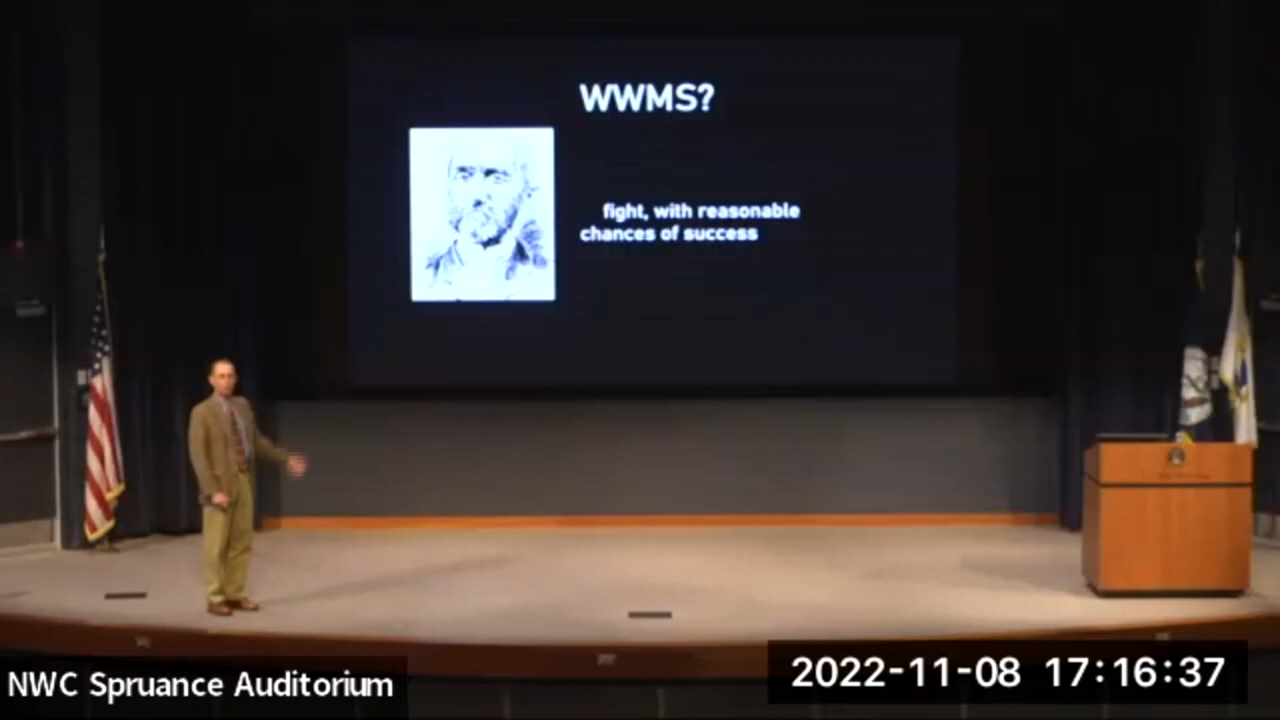 WWMS?
fight, with reasonable
chances of success
NWC Spruance Auditorium
2022-11-08 17:16:37